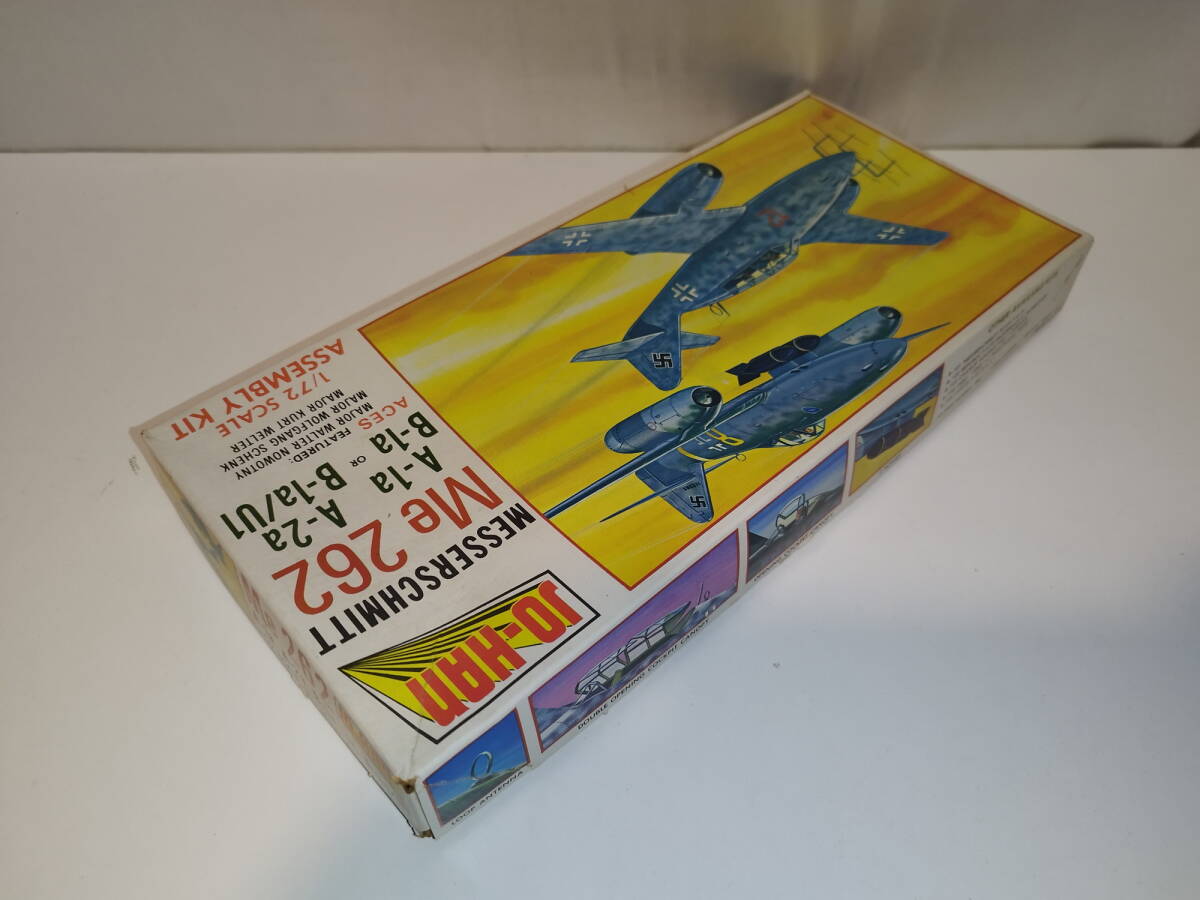 JO-HAN
MESSERSCHMITT
Me 262
A-1a A-2a
OR
B-1a B-1a/U1
ACES FEATURED:
MAJOR WALTER NOWOTNY
MAJOR WOLFGANG SCHENK
MAJOR KURT WELTER
1/72 SCALE
ASSEMBLY KIT
LOOP ANTENNA
DOUBLE OPENING COCKPIT CANOPY